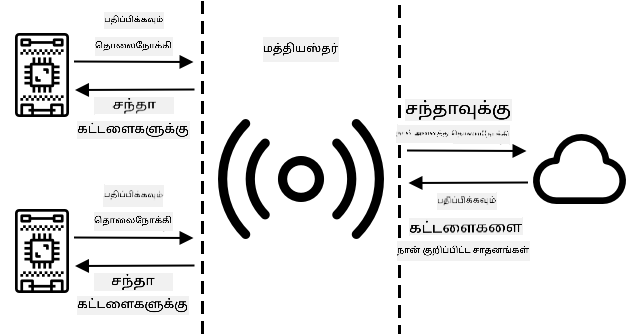 பதிப்பிக்கவும்
தொலைநோக்கி
சந்தா
கட்டளைகளுக்கு
மத்தியஸ்தர்
பதிப்பிக்கவும்
தொலைநோக்கி
சந்தா
கட்டளைகளுக்கு
சந்தாவுக்கு
தொலைநோக்கி
பதிப்பிக்கவும்
கட்டளைகளை
நான் குறிப்பிட்ட சாதனங்கள்